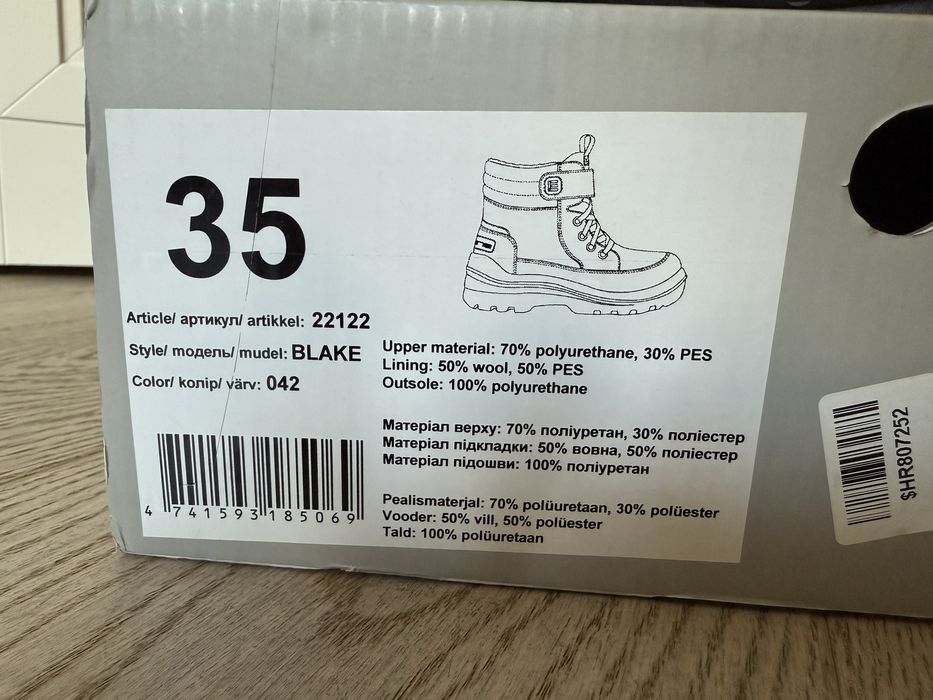 35
Article/ артикул/ artikkel: 22122
Style/ модель/ mudel: BLAKE
Color/ колір/ värv: 042
4 741593 185069
Upper material: 70% polyurethane, 30% PES
Lining: 50% wool, 50% PES
Outsole: 100% polyurethane
Матеріал верху: 70% поліуретан, 30% поліестер
Матеріал підкладки: 50% вовна, 50% поліестер
Матеріал підошви: 100% поліуретан
Pealismaterjal: 70% polüuretaan, 30% polüester
Vooder: 50% vill, 50% polüester
Tald: 100% polüuretaan
$HR807252